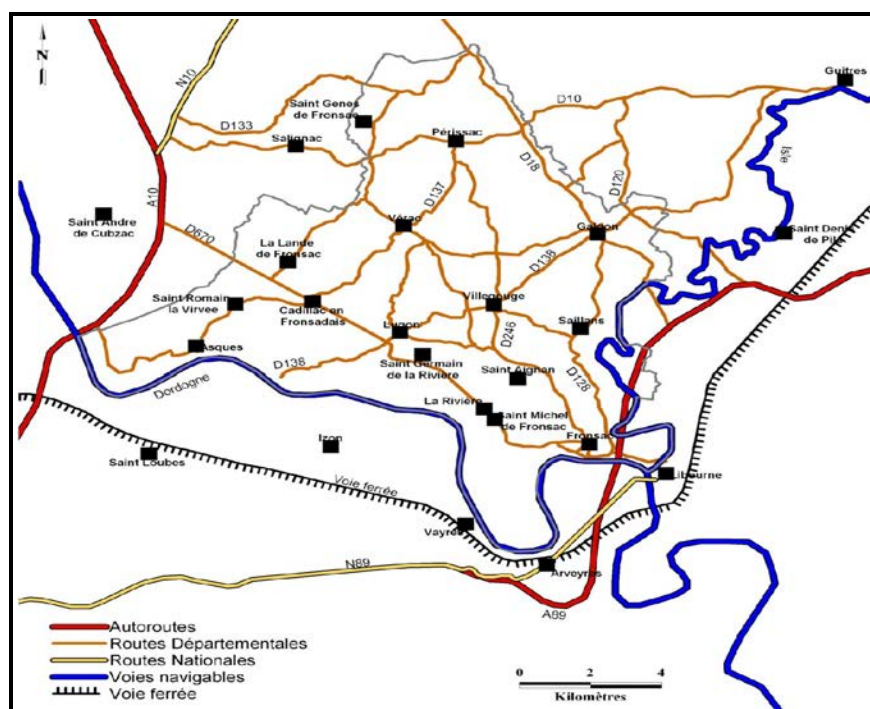 N
N10
Guitres
Saint Genes
de Fronsac
D10
D133
Salignac
Périssac
D18
Isle
D137
D120
A10
Saint Andre
de Cubzac
Vérac
D670
Galgon
Saint Denis
de Pile
La Lande
de Fronsac
D138
Saint Romain
la Virvee
Cadillac en
Fronsadais
Villegouge
Lugon
Saillans
Asques
D246
D138
Saint Germain
de la Rivière
Saint Aignan
D128
Dordogne
La Rivière
Saint Michel
de Fronsac
Izon
Fronsac
Saint Loubes
Libourne
Voie ferrée
Vayres
N89
Arveyres
A89
Autoroutes
Routes Départementales
Routes Nationales
Voies navigables
Voie ferrée
0 2 4
Kilomètres